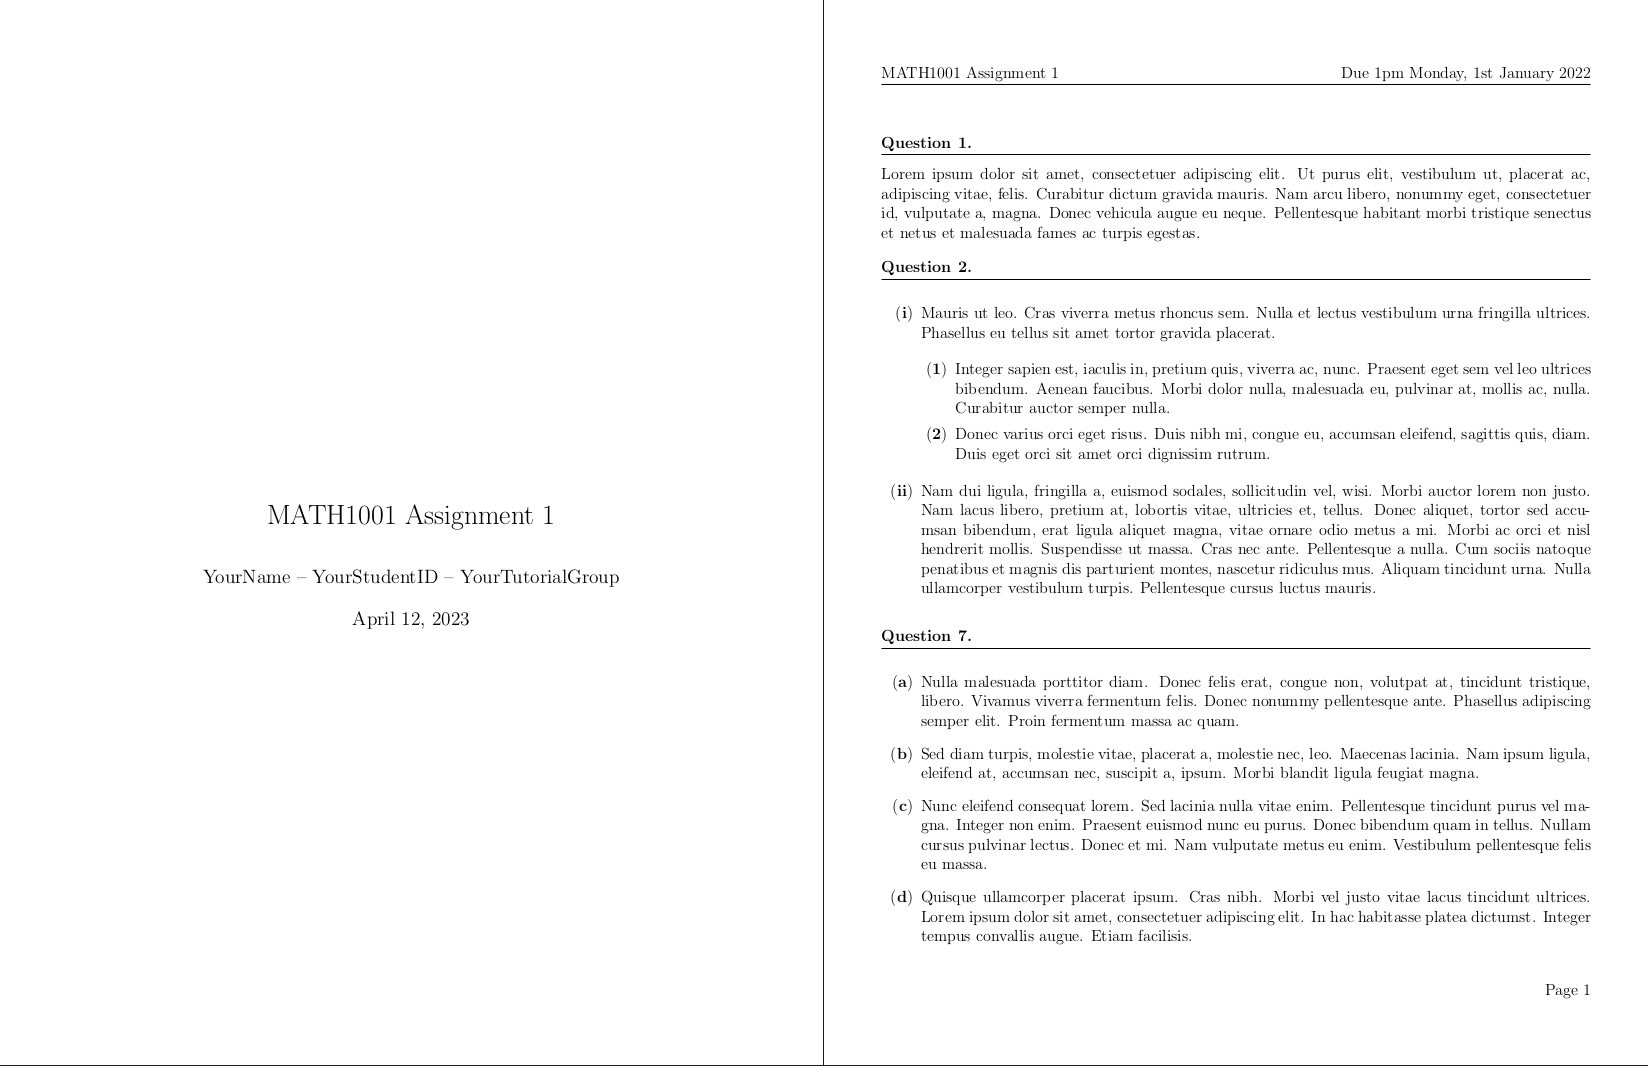 MATH1001 Assignment 1
YourName – YourStudentID – YourTutorialGroup
April 12, 2023
MATH1001 Assignment 1 Due 1pm Monday, 1st January 2022
Question 1.
Lorem ipsum dolor sit amet, consectetuer adipiscing elit. Ut purus elit, vestibulum ut, placerat ac,
adipiscing vitae, felis. Curabitur dictum gravida mauris. Nam arcu libero, nonummy eget, consectetuer
id, vulputate a, magna. Donec vehicula augue eu neque. Pellentesque habitant morbi tristique senectus
et netus et malesuada fames ac turpis egestas.
Question 2.
(i) Mauris ut leo. Cras viverra metus rhoncus sem. Nulla et lectus vestibulum urna fringilla ultrices.
Phasellus eu tellus sit amet tortor gravida placerat.
(1) Integer sapien est, iaculis in, pretium quis, viverra ac, nunc. Praesent eget sem vel leo ultrices
bibendum. Aenean faucibus. Morbi dolor nulla, malesuada eu, pulvinar at, mollis ac, nulla.
Curabitur auctor semper nulla.
(2) Donec varius orci eget risus. Duis nibh mi, congue eu, accumsan eleifend, sagittis quis, diam.
Duis eget orci sit amet orci dignissim rutrum.
(ii) Nam dui ligula, fringilla a, euismod sodales, sollicitudin vel, wisi. Morbi auctor lorem non justo.
Nam lacus libero, pretium at, lobortis vitae, ultricies et, tellus. Donec aliquet, tortor sed accu-
msan bibendum, erat ligula aliquet magna, vitae ornare odio metus a mi. Morbi ac orci et nisl
hendrerit mollis. Suspendisse ut massa. Cras nec ante. Pellentesque a nulla. Cum sociis natoque
penatibus et magnis dis parturient montes, nascetur ridiculus mus. Aliquam tincidunt urna. Nulla
ullamcorper vestibulum turpis. Pellentesque cursus luctus mauris.
Question 7.
(a) Nulla malesuada porttitor diam. Donec felis erat, congue non, volutpat at, tincidunt tristique,
libero. Vivamus viverra fermentum felis. Donec nonummy pellentesque ante. Phasellus adipiscing
semper elit. Proin fermentum massa ac quam.
(b) Sed diam turpis, molestie vitae, placerat a, molestie nec, leo. Maecenas lacinia. Nam ipsum ligula,
eleifend at, accumsan nec, suscipit a, ipsum. Morbi blandit ligula feugiat magna.
(c) Nunc eleifend consequat lorem. Sed lacinia nulla vitae enim. Pellentesque tincidunt purus vel ma-
gna. Integer non enim. Praesent euismod nunc eu purus. Donec bibendum quam in tellus. Nullam
cursus pulvinar lectus. Donec et mi. Nam vulputate metus eu enim. Vestibulum pellentesque felis
eu massa.
(d) Quisque ullamcorper placerat ipsum. Cras nibh. Morbi vel justo vitae lacus tincidunt ultrices.
Lorem ipsum dolor sit amet, consectetuer adipiscing elit. In hac habitasse platea dictumst. Integer
tempus convallis augue. Etiam facilisis.
Page 1